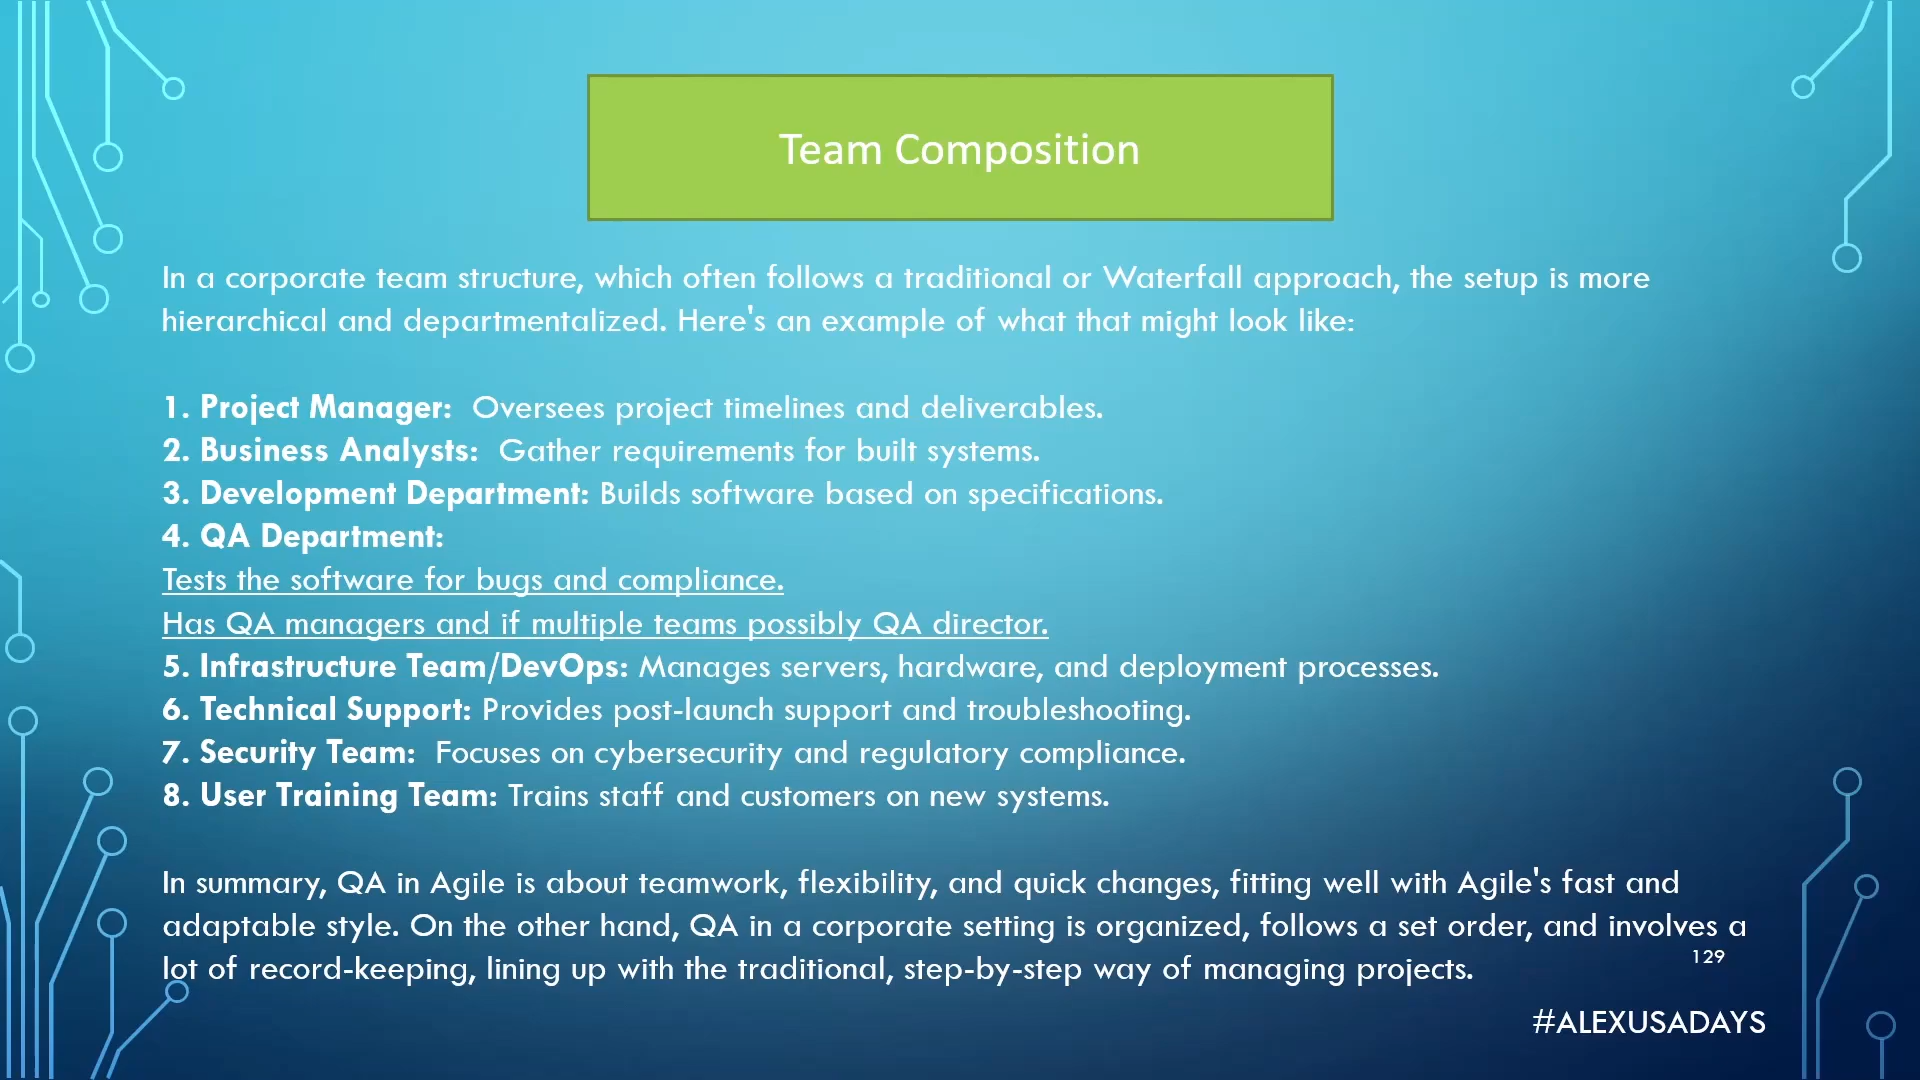 Team Composition
In a corporate team structure, which often follows a traditional or Waterfall approach, the setup is more
hierarchical and departmentalized. Here's an example of what that might look like:
1. Project Manager:  Oversees project timelines and deliverables.
2. Business Analysts:  Gather requirements for built systems.
3. Development Department: Builds software based on specifications.
4. QA Department:
Tests the software for bugs and compliance.
Has QA managers and if multiple teams possibly QA director.
5. Infrastructure Team/DevOps: Manages servers, hardware, and deployment processes.
6. Technical Support: Provides post-launch support and troubleshooting.
7. Security Team:  Focuses on cybersecurity and regulatory compliance.
8. User Training Team: Trains staff and customers on new systems.
In summary, QA in Agile is about teamwork, flexibility, and quick changes, fitting well with Agile's fast and
adaptable style. On the other hand, QA in a corporate setting is organized, follows a set order, and involves a
lot of record-keeping, lining up with the traditional, step-by-step way of managing projects.
129
#ALEXUSADAYS